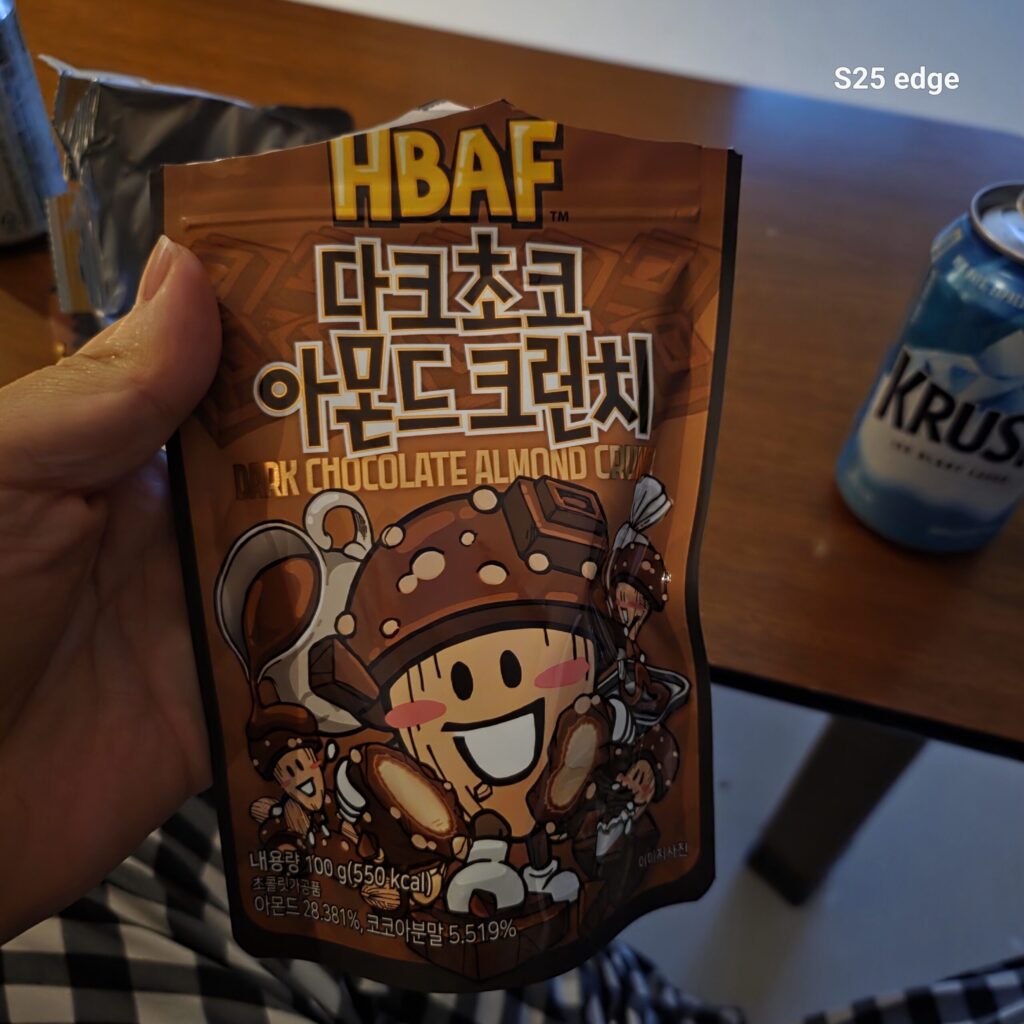 S25 edge
HBAF
TM
다크초코
아몬드크런치
DARK CHOCOLATE ALMOND
내용량 100 g(550 kcal)
초콜릿가공품
아몬드 28.381%, 코코아분말 5.519%
이미지사진
KRUS